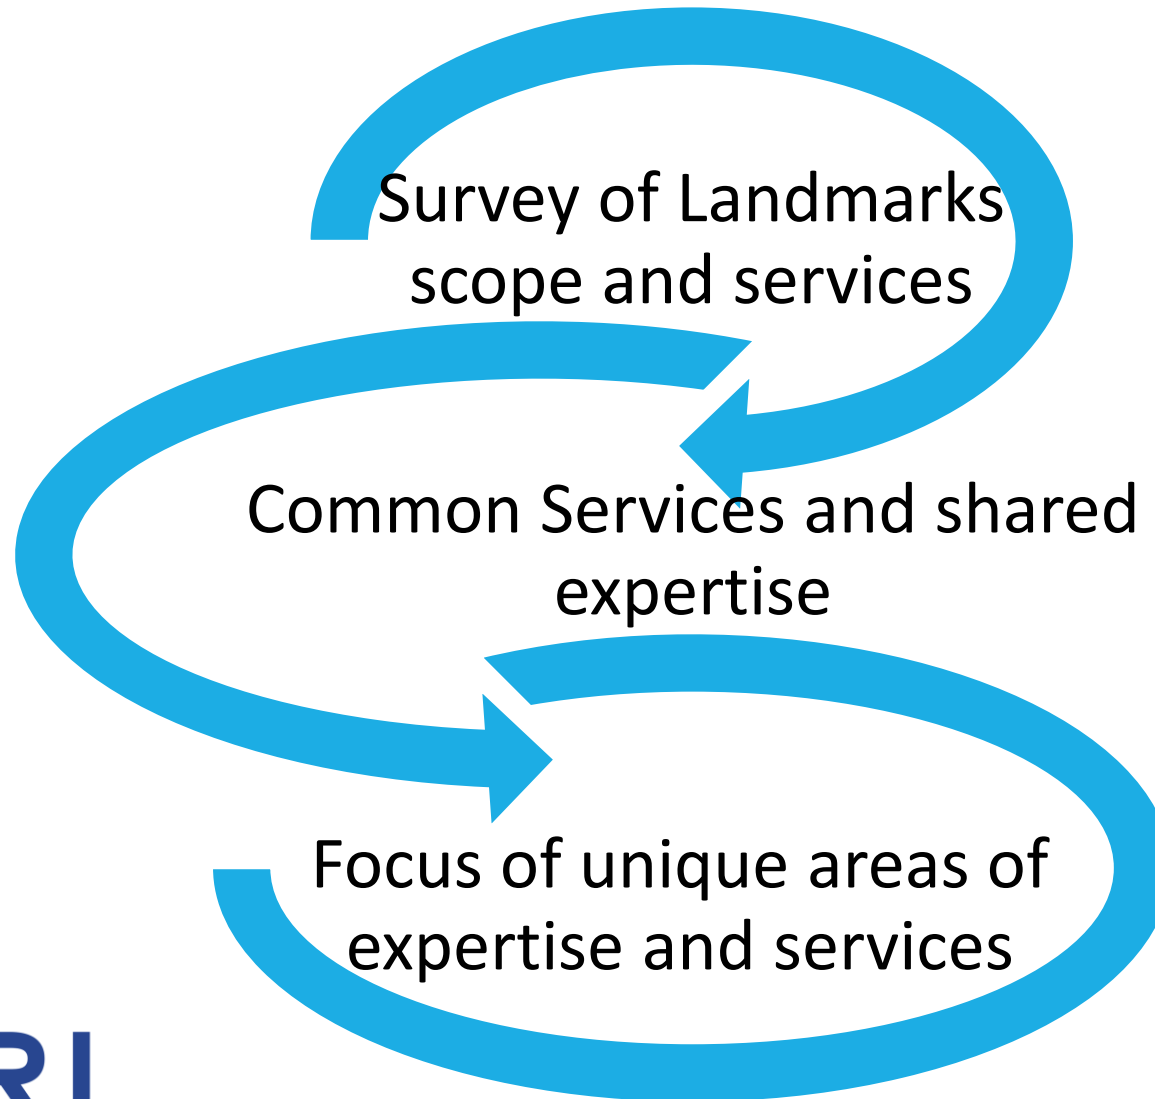 Survey of Landmarks
scope and services
Common Services and shared
expertise
Focus of unique areas of
expertise and services
RI